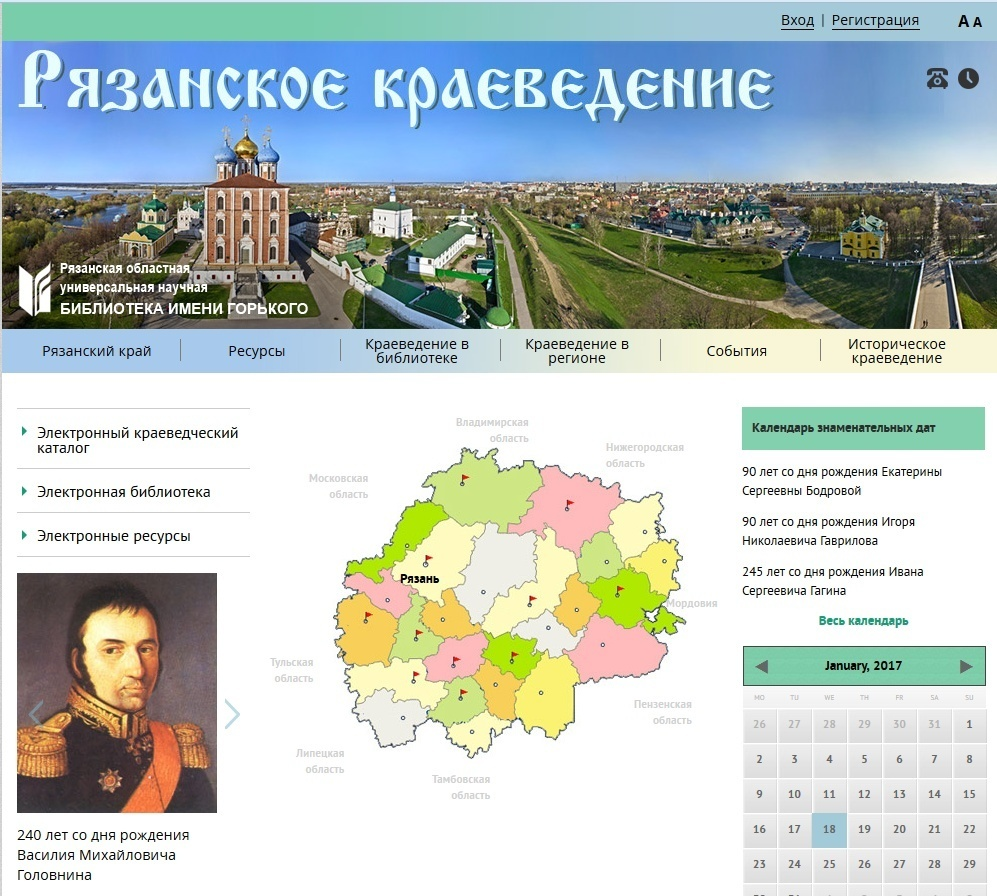 Вход | Регистрация
А А
Рязанское краеведение
Рязанская областная
универсальная научная
БИБЛИОТЕКА ИМЕНИ ГОРЬКОГО
Рязанский край
Ресурсы
Краеведение в
библиотеке
Краеведение в
регионе
События
Историческое
краеведение
Электронный краеведческий
каталог
Электронная библиотека
Электронные ресурсы
240 лет со дня рождения
Василия Михайловича
Головнина
Владимирская
область
Нижегородская
область
Московская
область
Рязань
Мордовия
Тульская
область
Пензенская
область
Липецкая
область
Тамбовская
область
Календарь знаменательных дат
90 лет со дня рождения Екатерины
Сергеевны Бодровой
90 лет со дня рождения Игоря
Николаевича Гаврилова
245 лет со дня рождения Ивана
Сергеевича Гагина
Весь календарь
January, 2017
MO TU WE TH FR SA SU
26 27 28 29 30 31 1
2 3 4 5 6 7 8
9 10 11 12 13 14 15
16 17 18 19 20 21 22
23 24 25 26 27 28 29